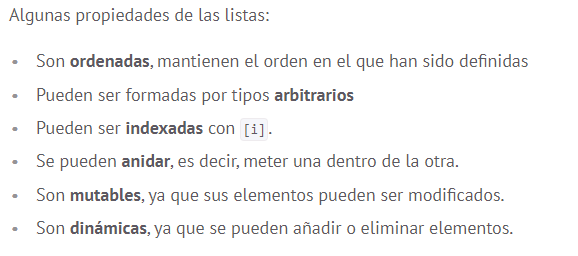 Algunas propiedades de las listas:
• Son ordenadas, mantienen el orden en el que han sido definidas
• Pueden ser formadas por tipos arbitrarios
• Pueden ser indexadas con [i].
• Se pueden anidar, es decir, meter una dentro de la otra.
• Son mutables, ya que sus elementos pueden ser modificados.
• Son dinámicas, ya que se pueden añadir o eliminar elementos.